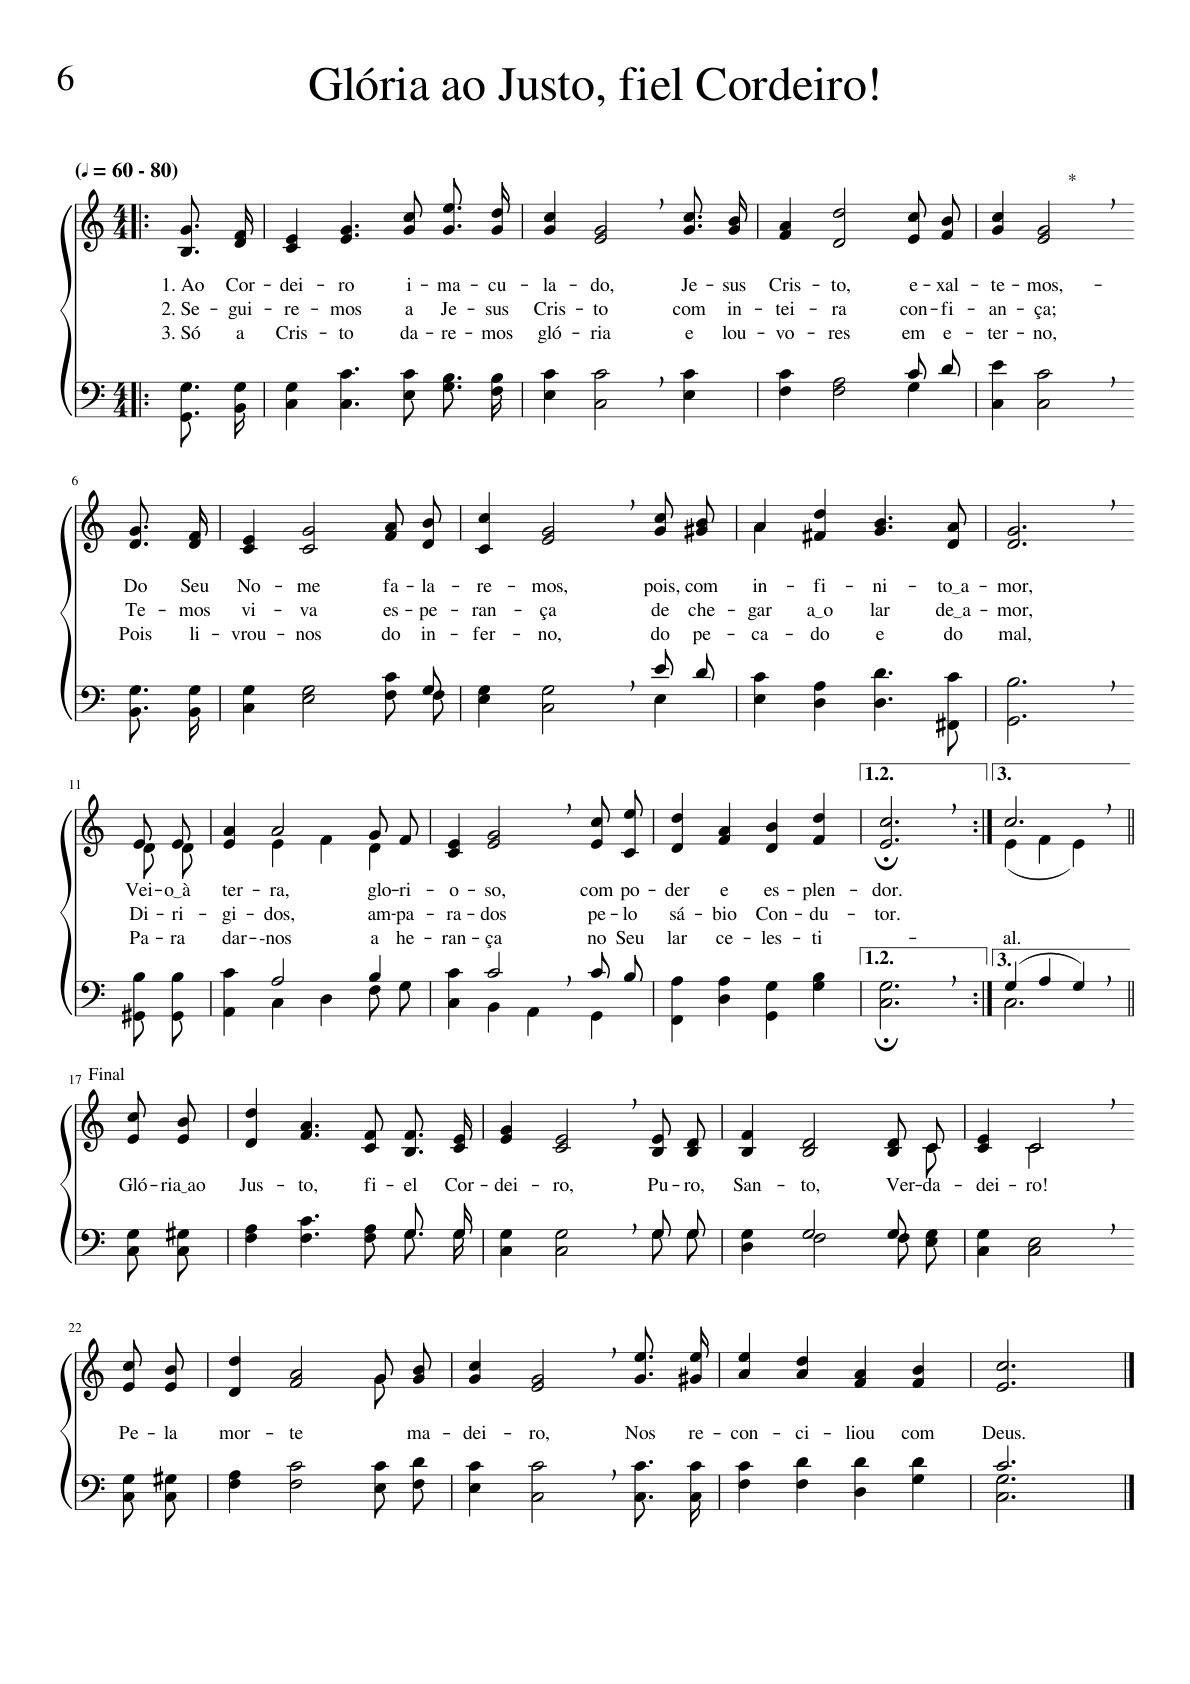 6
Glória ao Justo, fiel Cordeiro!
(♩ = 60 - 80)
*
1. Ao Cor – dei – ro i – ma – cu – la – do, Je – sus Cris – to, e – xal – te – mos, –
2. Se – gui – re – mos a Je – sus Cris – to com in – tei – ra con – fi – an – ça;
3. Só a Cris – to da – re – mos gló – ria e lou – vo – res em e – ter – no,
6
Do Seu No – me fa – la – re – mos, pois, com in – fi – ni – to‿a – mor,
Te – mos vi – va es – pe – ran – ça de che – gar a‿o lar de‿a – mor,
Pois li – vrou – nos do in – fer – no, do pe – ca – do e do mal,
11
1.2. 3.
Vei – o‿à ter – ra, glo – ri – o – so, com po – der e es – plen – dor.
Di – ri – gi – dos, am – pa – ra – dos pe – lo sá – bio Con – du – tor.
Pa – ra dar – -nos a he – ran – ça no Seu lar ce – les – ti – al.
1.2. 3.
17 Final
Gló – ria‿ao Jus – to, fi – el Cor – dei – ro, Pu – ro, San – to, Ver – da – dei – ro!
22
Pe – la mor – te ma – dei – ro, Nos re – con – ci – liou com Deus.